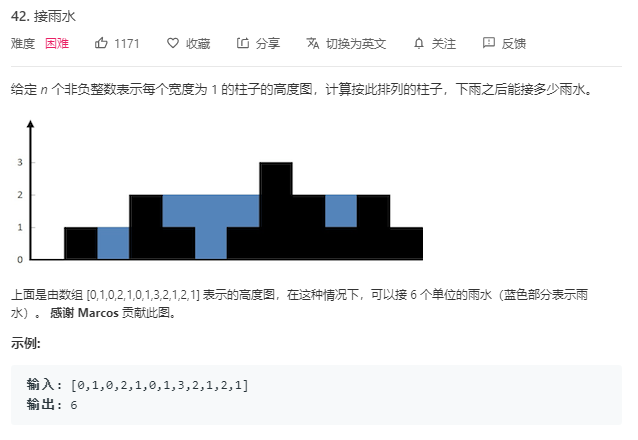 42. 接雨水
难度 困难 1171 收藏 分享 切换为英文 关注 反馈
给定 n 个非负整数表示每个宽度为 1 的柱子的高度图，计算按此排列的柱子，下雨之后能接多少雨水。
3
2
1
0
上面是由数组 [0,1,0,2,1,0,1,3,2,1,2,1] 表示的高度图，在这种情况下，可以接 6 个单位的雨水（蓝色部分表示雨
水）。 感谢 Marcos 贡献此图。
示例:
输入: [0,1,0,2,1,0,1,3,2,1,2,1]
输出: 6